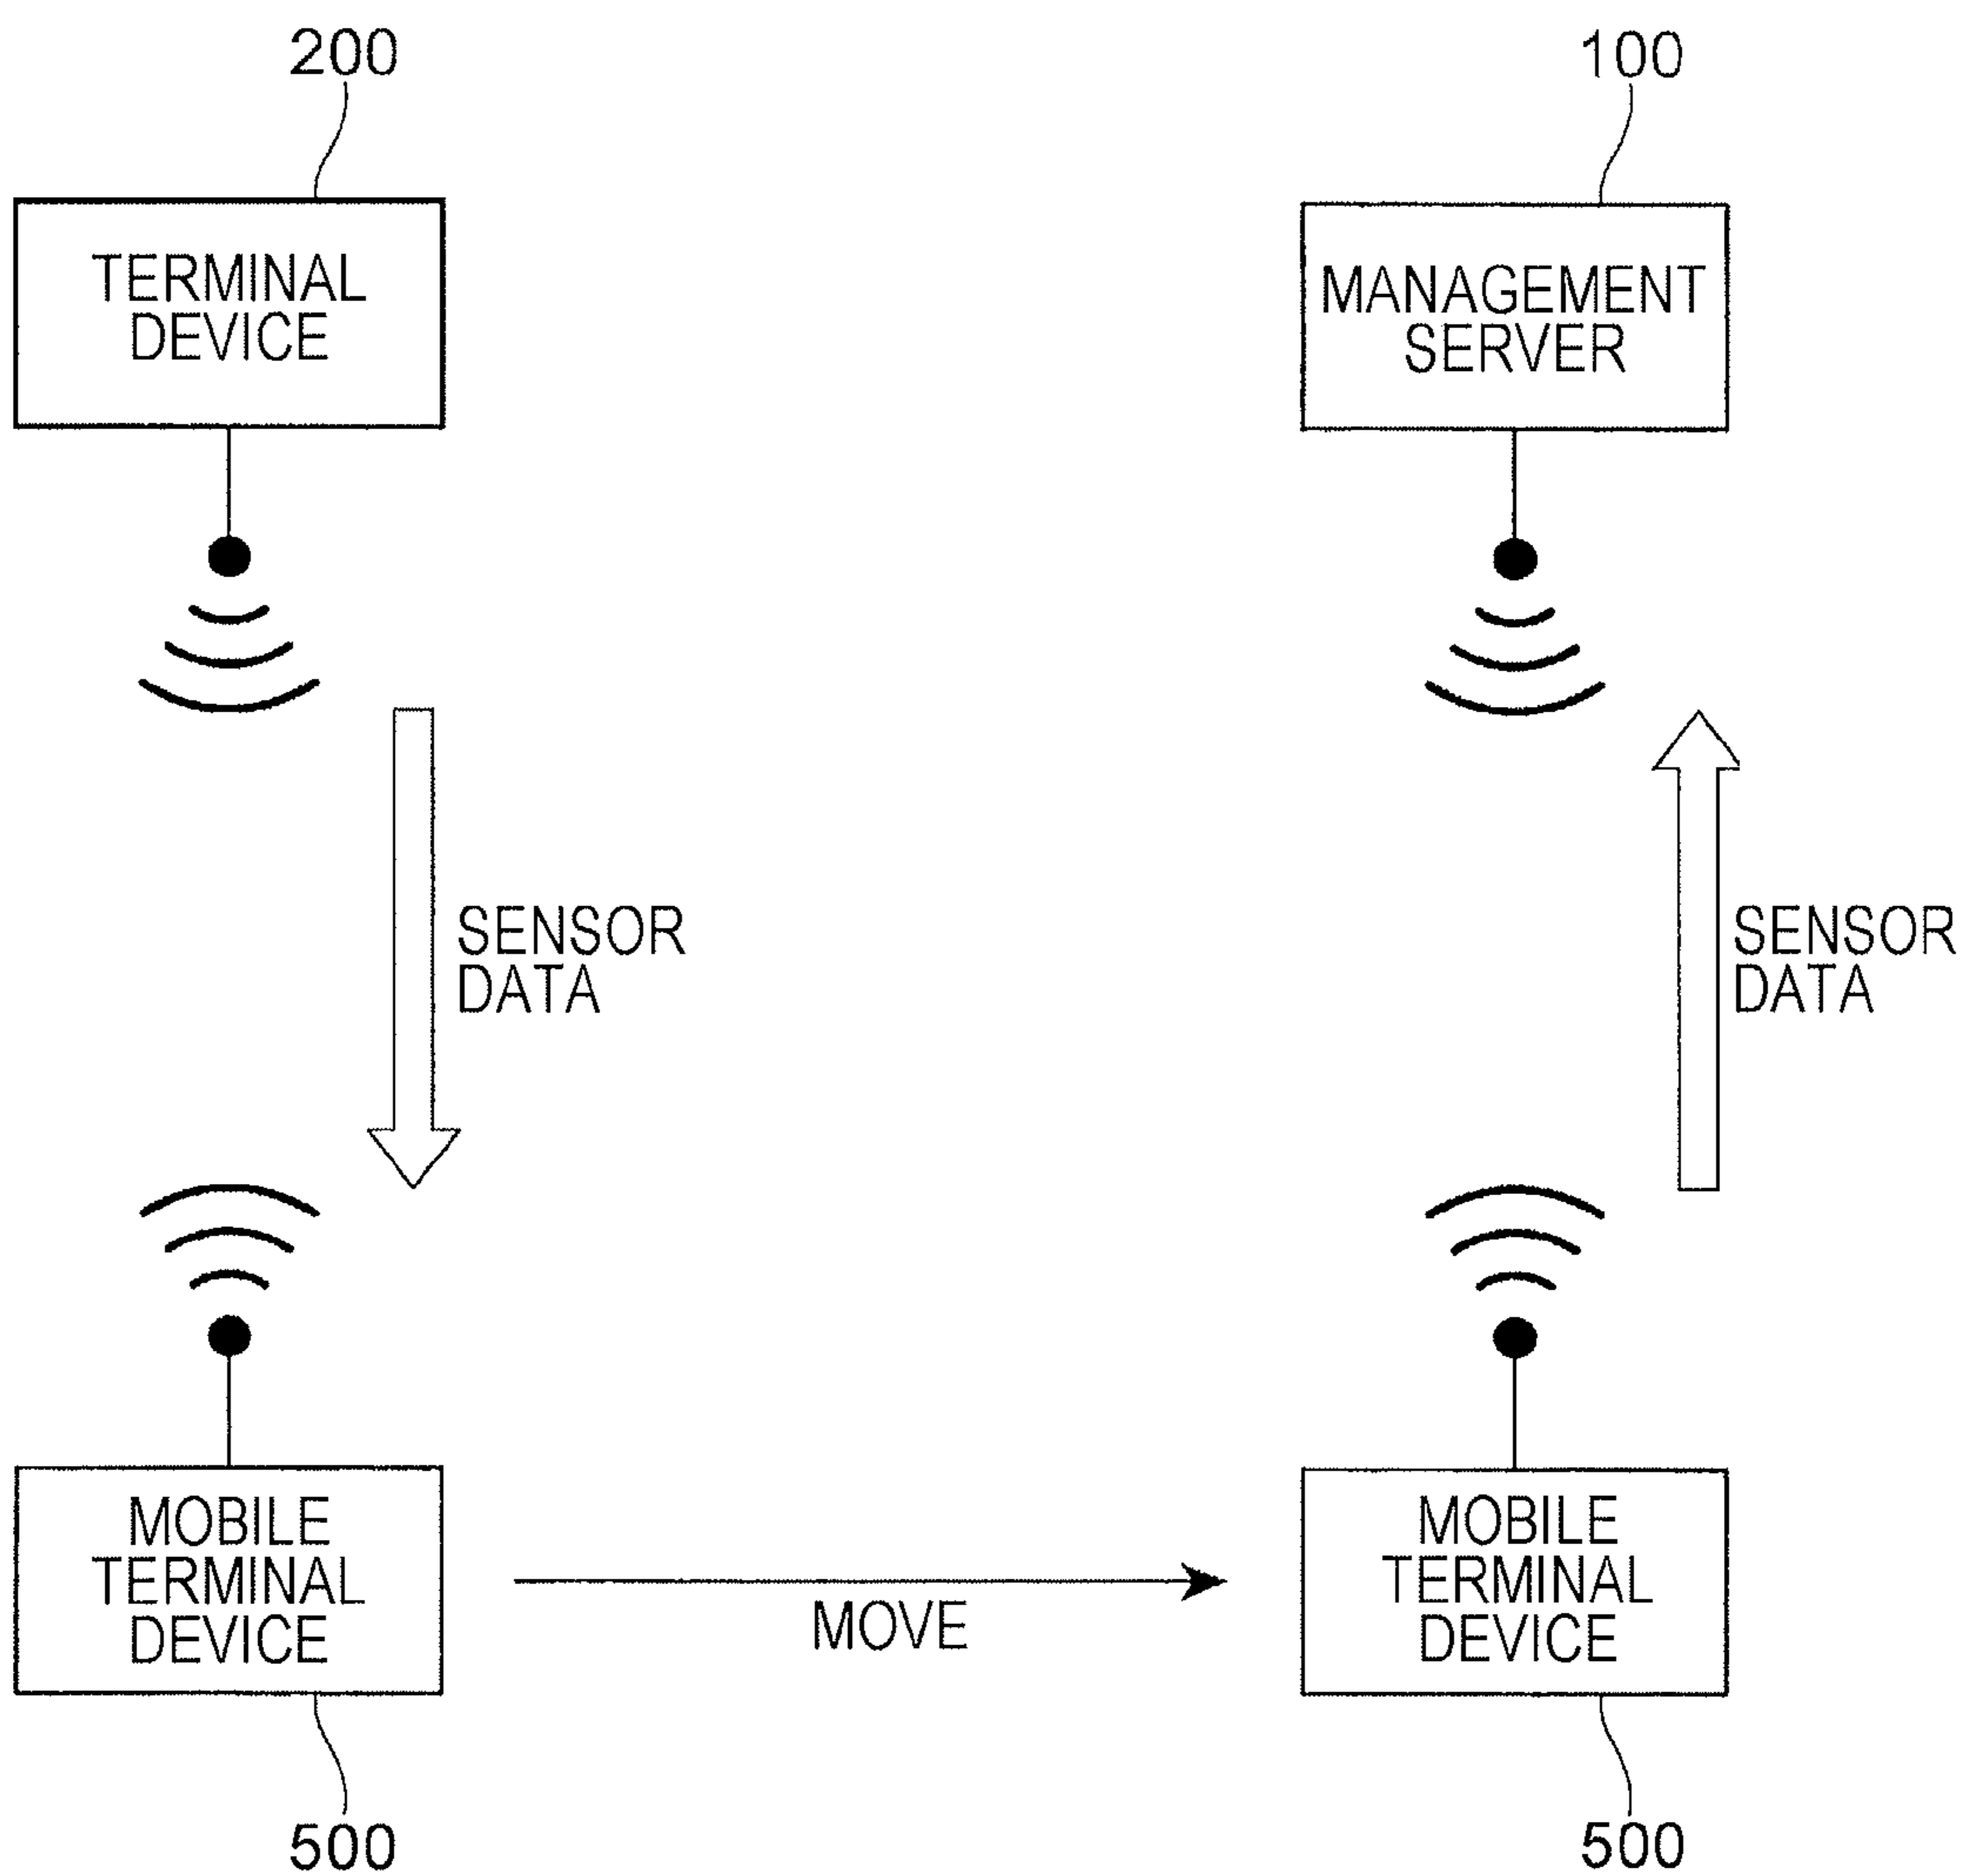 200
100
TERMINAL
DEVICE
MANAGEMENT
SERVER
SENSOR
DATA
SENSOR
DATA
MOBILE
TERMINAL
DEVICE
MOVE
MOBILE
TERMINAL
DEVICE
500
500